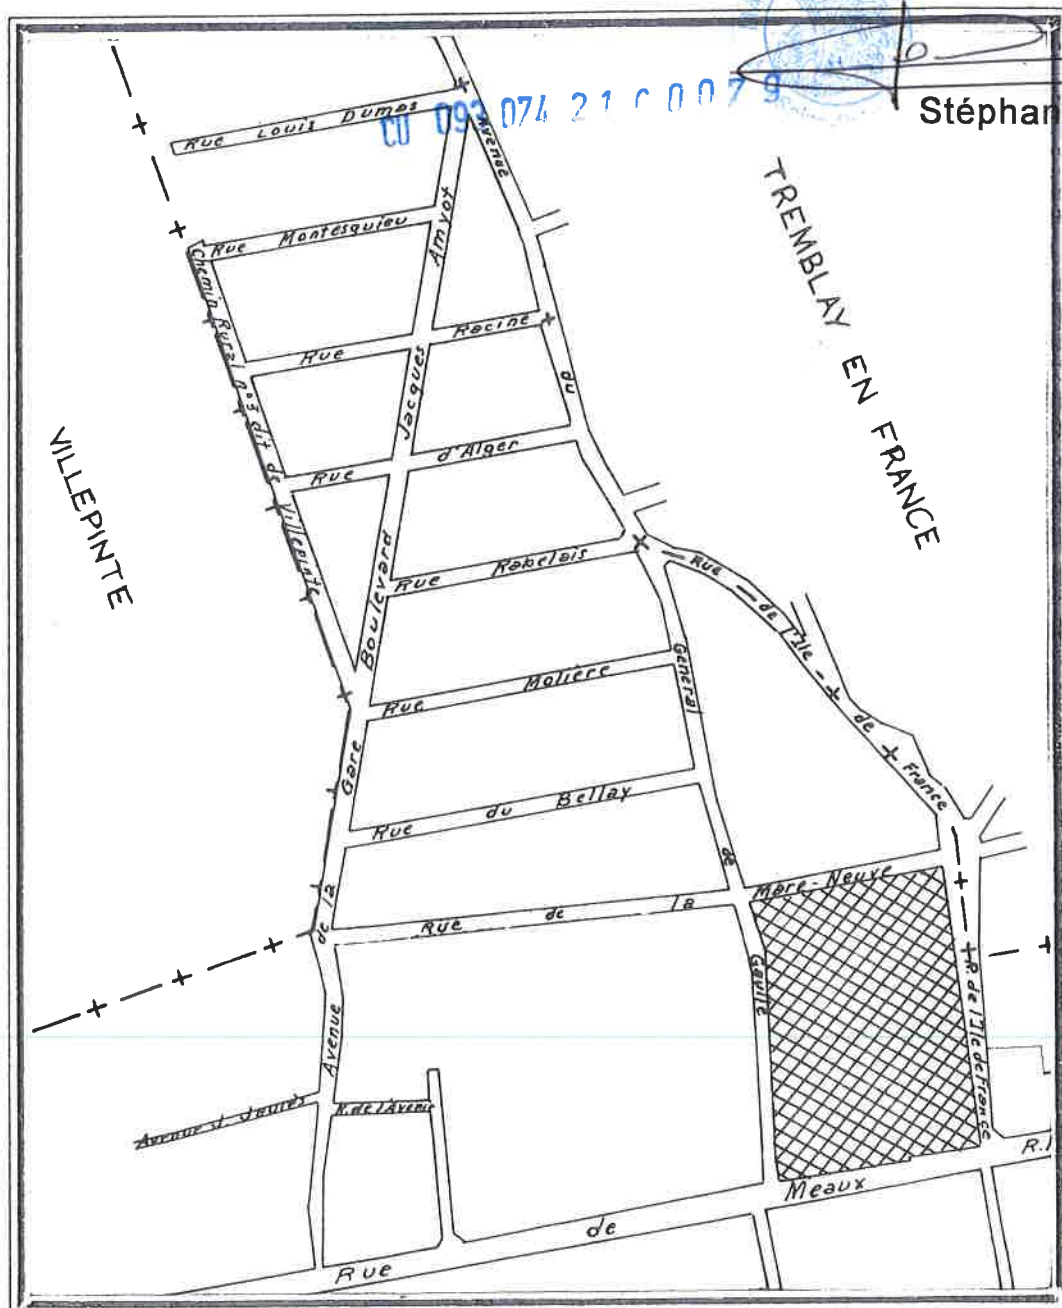 Stéphan
CU 093 074 21 C 0079
Rue Louis Dumas
Avenue
Rue Montesquieu
Amyot
TREMBLAY EN FRANCE
Chemin Rural n°3 dit de Villepinte
Rue Racine
du
Jacques
Rue d'Alger
VILLEPINTE
Boulevard
Rue Rabelais
Rue de l'Ile de France
Rue Molière
Général
Gare
Rue du Bellay
de
de la
Rue de la Mare-Neuve
Gaulle
R. de l'Ile de France
Avenue
Avenue J. Jaurès
R. de l'Avenir
Rue de Meaux
R.